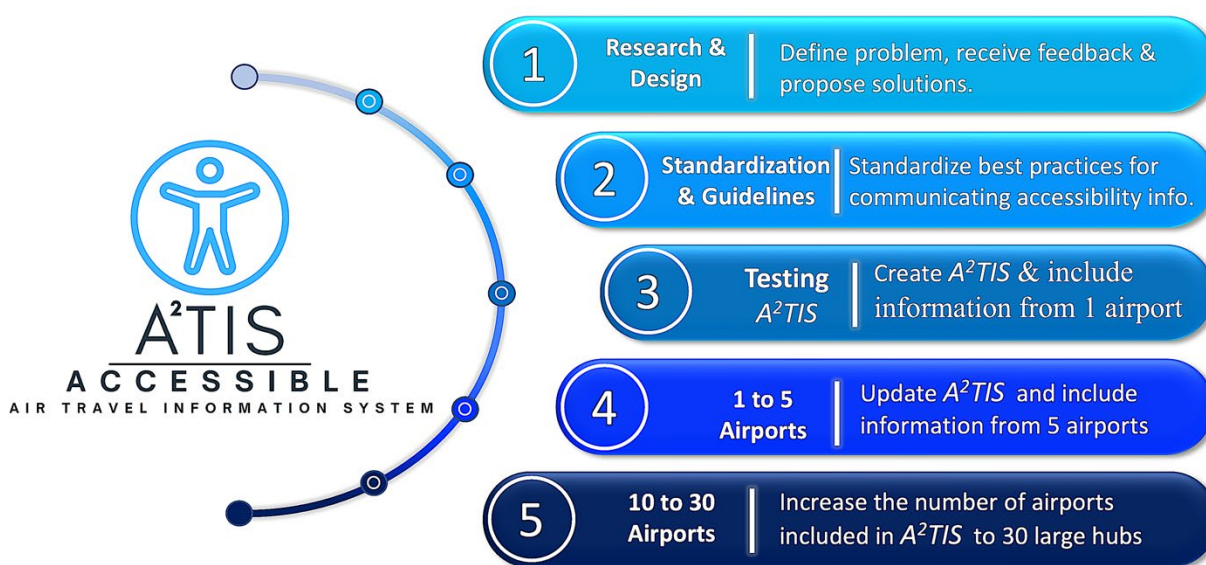 A²TIS
ACCESSIBLE
AIR TRAVEL INFORMATION SYSTEM
1
Research &
Design
Define problem, receive feedback &
propose solutions.
2
Standardization
& Guidelines
Standardize best practices for
communicating accessibility info.
3
Testing
A²TIS
Create A²TIS & include
information from 1 airport
4
1 to 5
Airports
Update A²TIS and include
information from 5 airports
5
10 to 30
Airports
Increase the number of airports
included in A²TIS to 30 large hubs